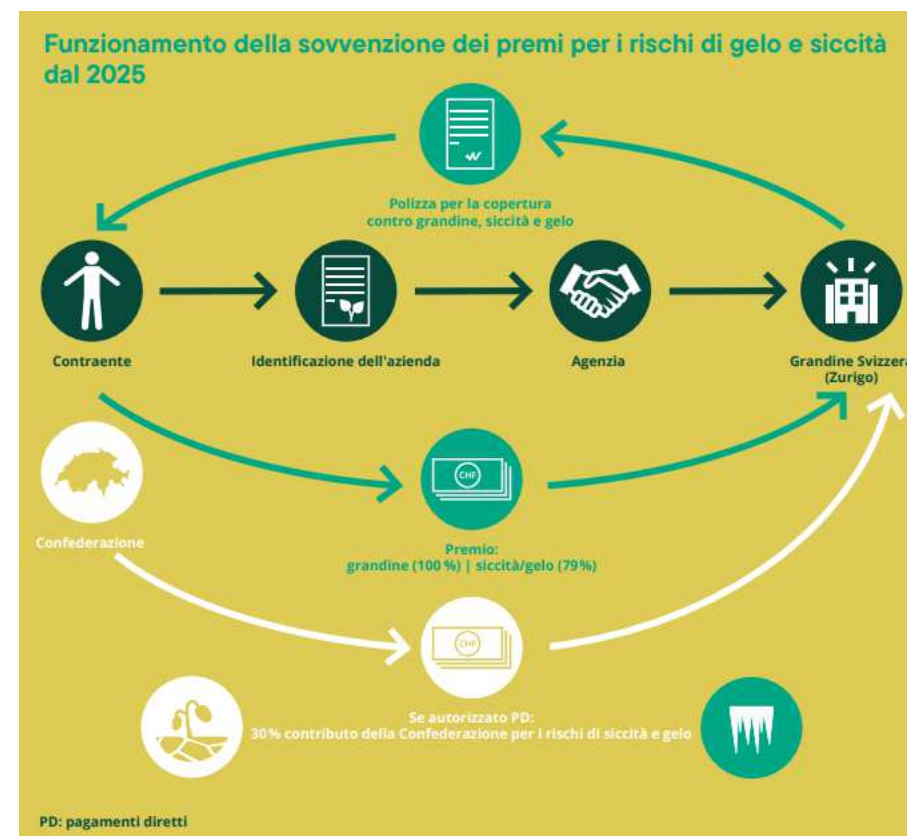 Funzionamento della sovvenzione dei premi per i rischi di gelo e siccità
dal 2025
Polizza per la copertura
contro grandine, siccità e gelo
Contraente
Identificazione dell'azienda
Agenzia
Grandine Svizzera
(Zurigo)
Confederazione
CHF
Premio:
grandine (100 %) | siccità/gelo (79%)
CHF
Se autorizzato PD:
30% contributo della Confederazione per i rischi di siccità e gelo
PD: pagamenti diretti